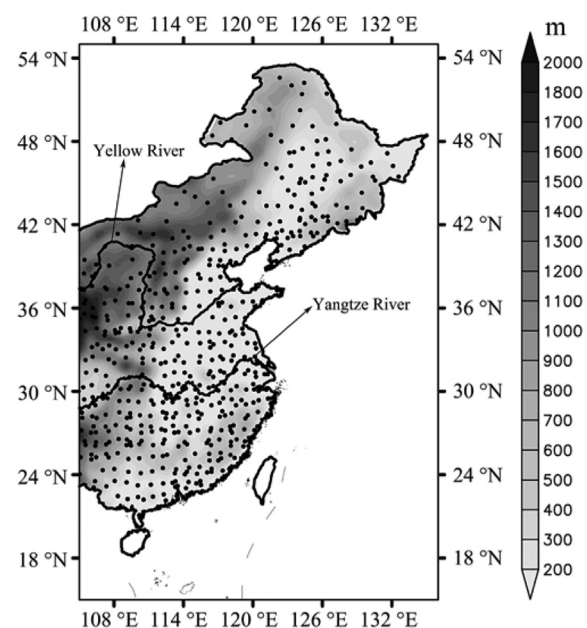 108 °E 114 °E 120 °E 126 °E 132 °E
m
54 °N 54 °N
2000
1800
1700
1600
1500
1400
1300
1200
1100
1000
900
800
700
600
500
400
300
200
48 °N 48 °N
Yellow River
42 °N 42 °N
36 °N 36 °N
Yangtze River
30 °N 30 °N
24 °N 24 °N
18 °N 18 °N
108 °E 114 °E 120 °E 126 °E 132 °E